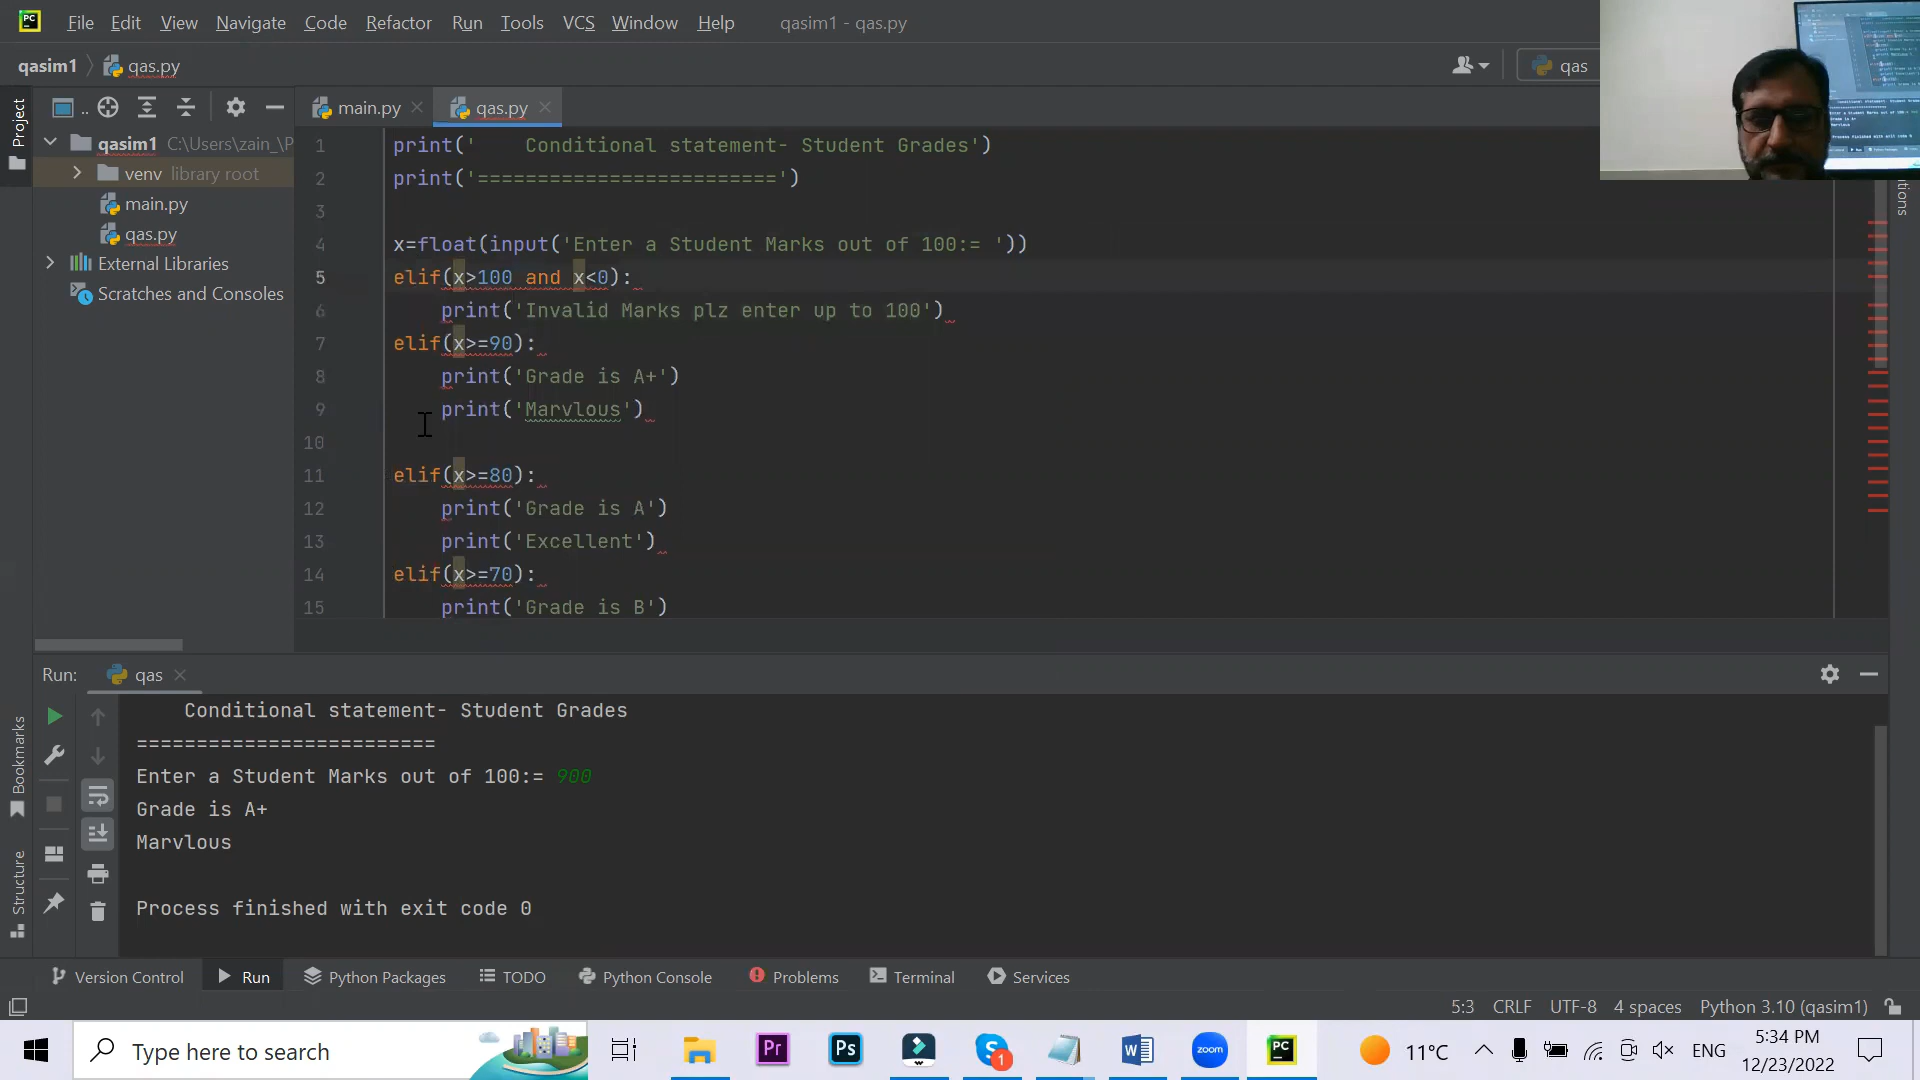 File Edit View Navigate Code Refactor Run Tools VCS Window Help qasim1 - qas.py
qasim1 qas.py qas
Project .. main.py qas.py
qasim1 C:\Users\zain_\P
venv library root
main.py
qas.py
External Libraries
Scratches and Consoles
1 print('    Conditional statement- Student Grades')
2 print('=========================')
3
4 x=float(input('Enter a Student Marks out of 100:= '))
5 elif(x>100 and x<0):
6 print('Invalid Marks plz enter up to 100')
7 elif(x>=90):
8 print('Grade is A+')
9 print('Marvlous')
10
11 elif(x>=80):
12 print('Grade is A')
13 print('Excellent')
14 elif(x>=70):
15 print('Grade is B')
Run: qas
Conditional statement- Student Grades
=========================
Enter a Student Marks out of 100:= 900
Grade is A+
Marvlous
Process finished with exit code 0
Bookmarks
Structure
Version Control Run Python Packages TODO Python Console Problems Terminal Services
5:3 CRLF UTF-8 4 spaces Python 3.10 (qasim1)
Type here to search Pr Ps 1 W zoom PC 11°C ENG 5:34 PM
12/23/2022